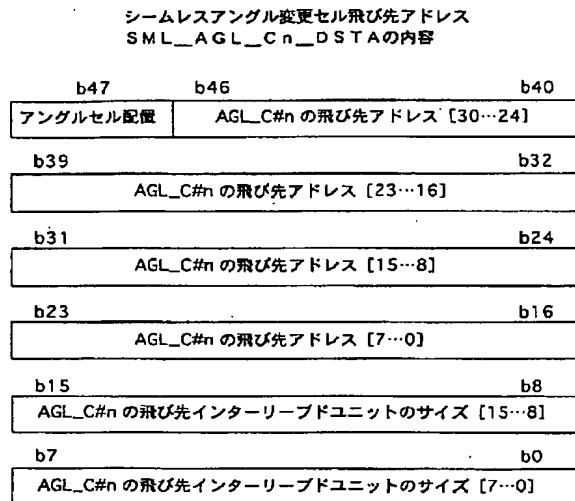 シームレスアングル変更セル飛び先アドレス
SML_AGL_Cn_DSTAの内容
b47 b46 b40
アングルセル配置 AGL_C#n の飛び先アドレス [30…24]
b39 b32
AGL_C#n の飛び先アドレス [23…16]
b31 b24
AGL_C#n の飛び先アドレス [15…8]
b23 b16
AGL_C#n の飛び先アドレス [7…0]
b15 b8
AGL_C#n の飛び先インターリーブドユニットのサイズ [15…8]
b7 b0
AGL_C#n の飛び先インターリーブドユニットのサイズ [7…0]